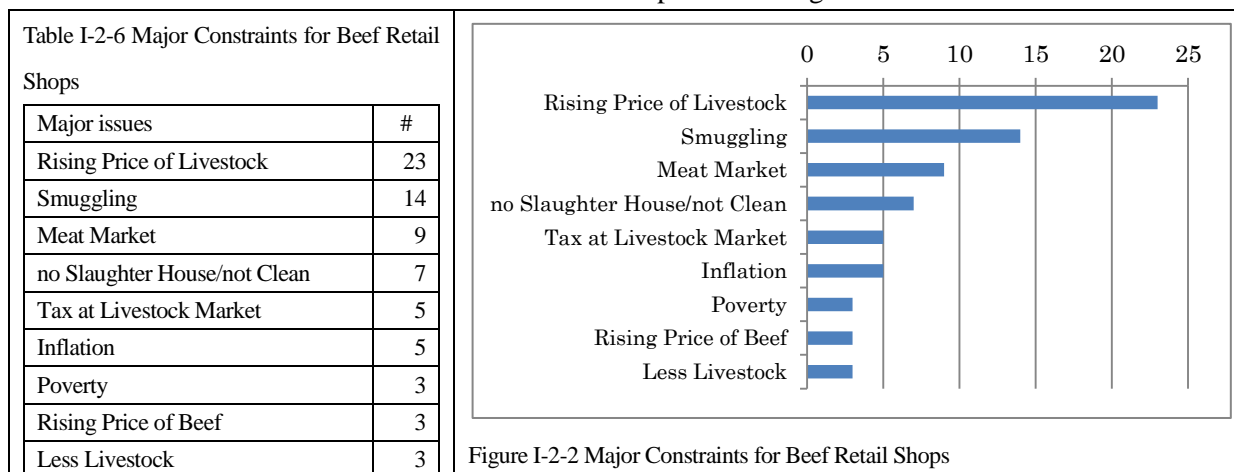 Table I-2-6 Major Constraints for Beef Retail
Shops
Major issues #
Rising Price of Livestock 23
Smuggling 14
Meat Market 9
no Slaughter House/not Clean 7
Tax at Livestock Market 5
Inflation 5
Poverty 3
Rising Price of Beef 3
Less Livestock 3
0 5 10 15 20 25
Rising Price of Livestock
Smuggling
Meat Market
no Slaughter House/not Clean
Tax at Livestock Market
Inflation
Poverty
Rising Price of Beef
Less Livestock
Figure I-2-2 Major Constraints for Beef Retail Shops